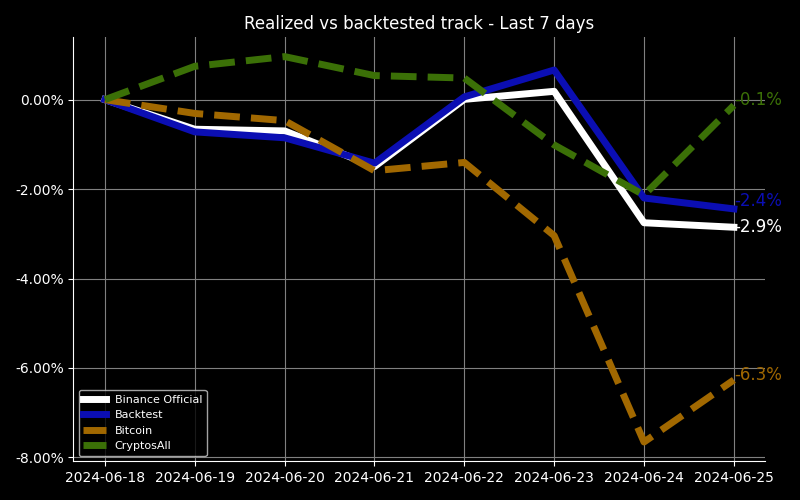 Realized vs backtested track - Last 7 days
0.00%
-2.00%
-4.00%
-6.00%
-8.00%
0.1%
-2.4%
-2.9%
-6.3%
Binance Official
Backtest
Bitcoin
CryptosAll
2024-06-18 2024-06-19 2024-06-20 2024-06-21 2024-06-22 2024-06-23 2024-06-24 2024-06-25